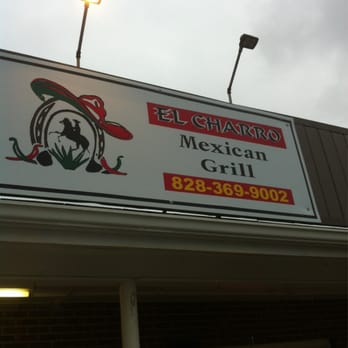 EL CHARRO
Mexican
Grill
828-369-9002